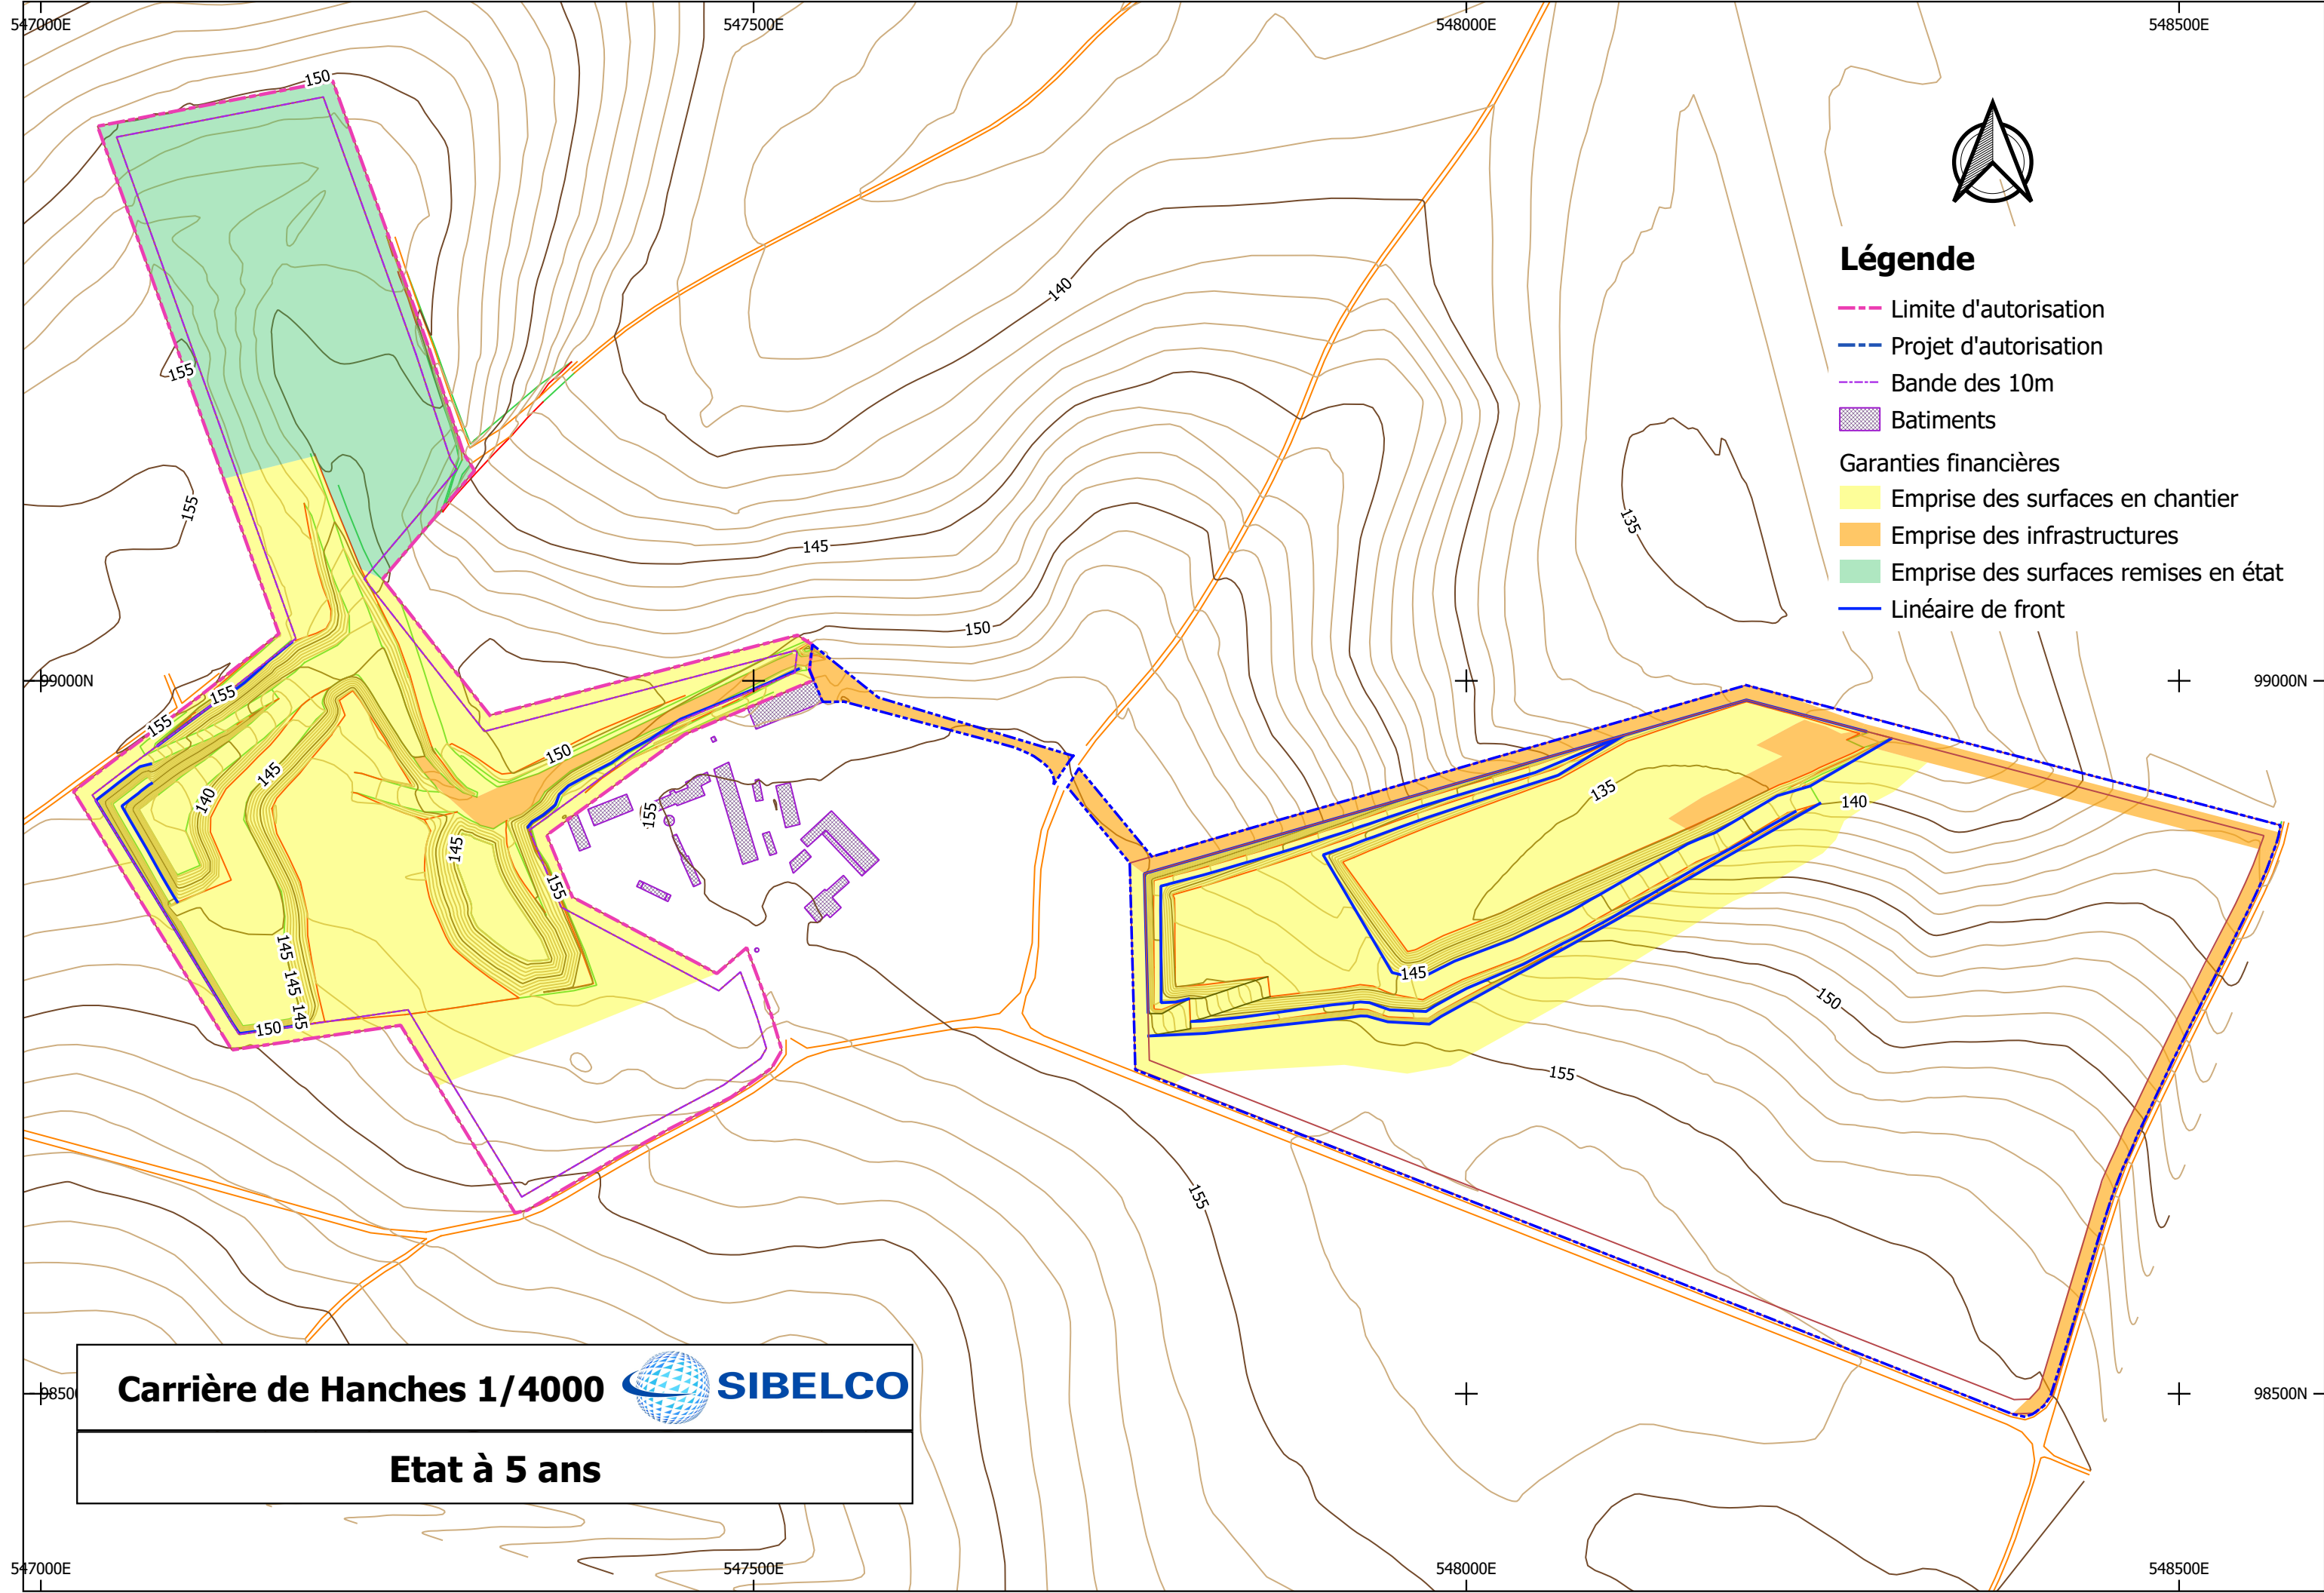 547000E
547500E
548000E
548500E
150
140
Légende
Limite d'autorisation
Projet d'autorisation
Bande des 10m
Batiments
Garanties financières
Emprise des surfaces en chantier
Emprise des infrastructures
Emprise des surfaces remises en état
Linéaire de front
155
155
135
145
150
99000N
99000N
155
155
150
145
140
135
140
155
145
155
145
145
145
145
150
150
155
155
98500
98500N
Carrière de Hanches 1/4000
SIBELCO
Etat à 5 ans
547000E
547500E
548000E
548500E